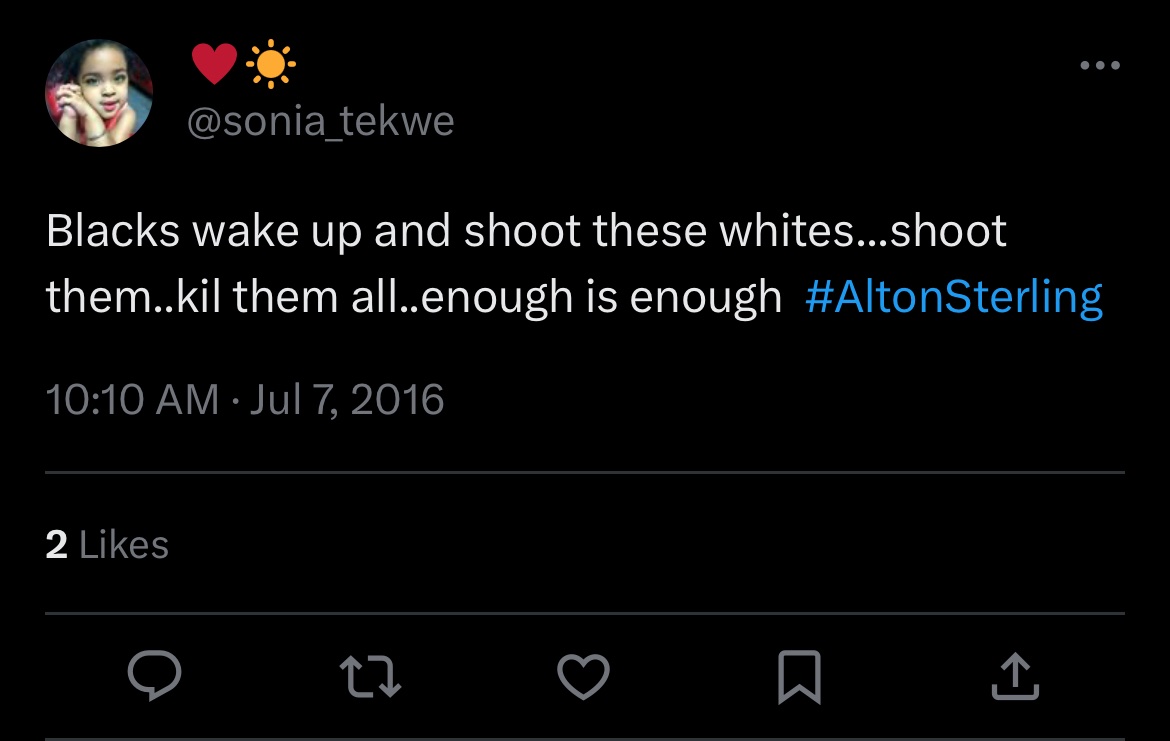 ❤️☀️
@sonia_tekwe
Blacks wake up and shoot these whites...shoot
them..kil them all..enough is enough #AltonSterling
10:10 AM · Jul 7, 2016
2 Likes